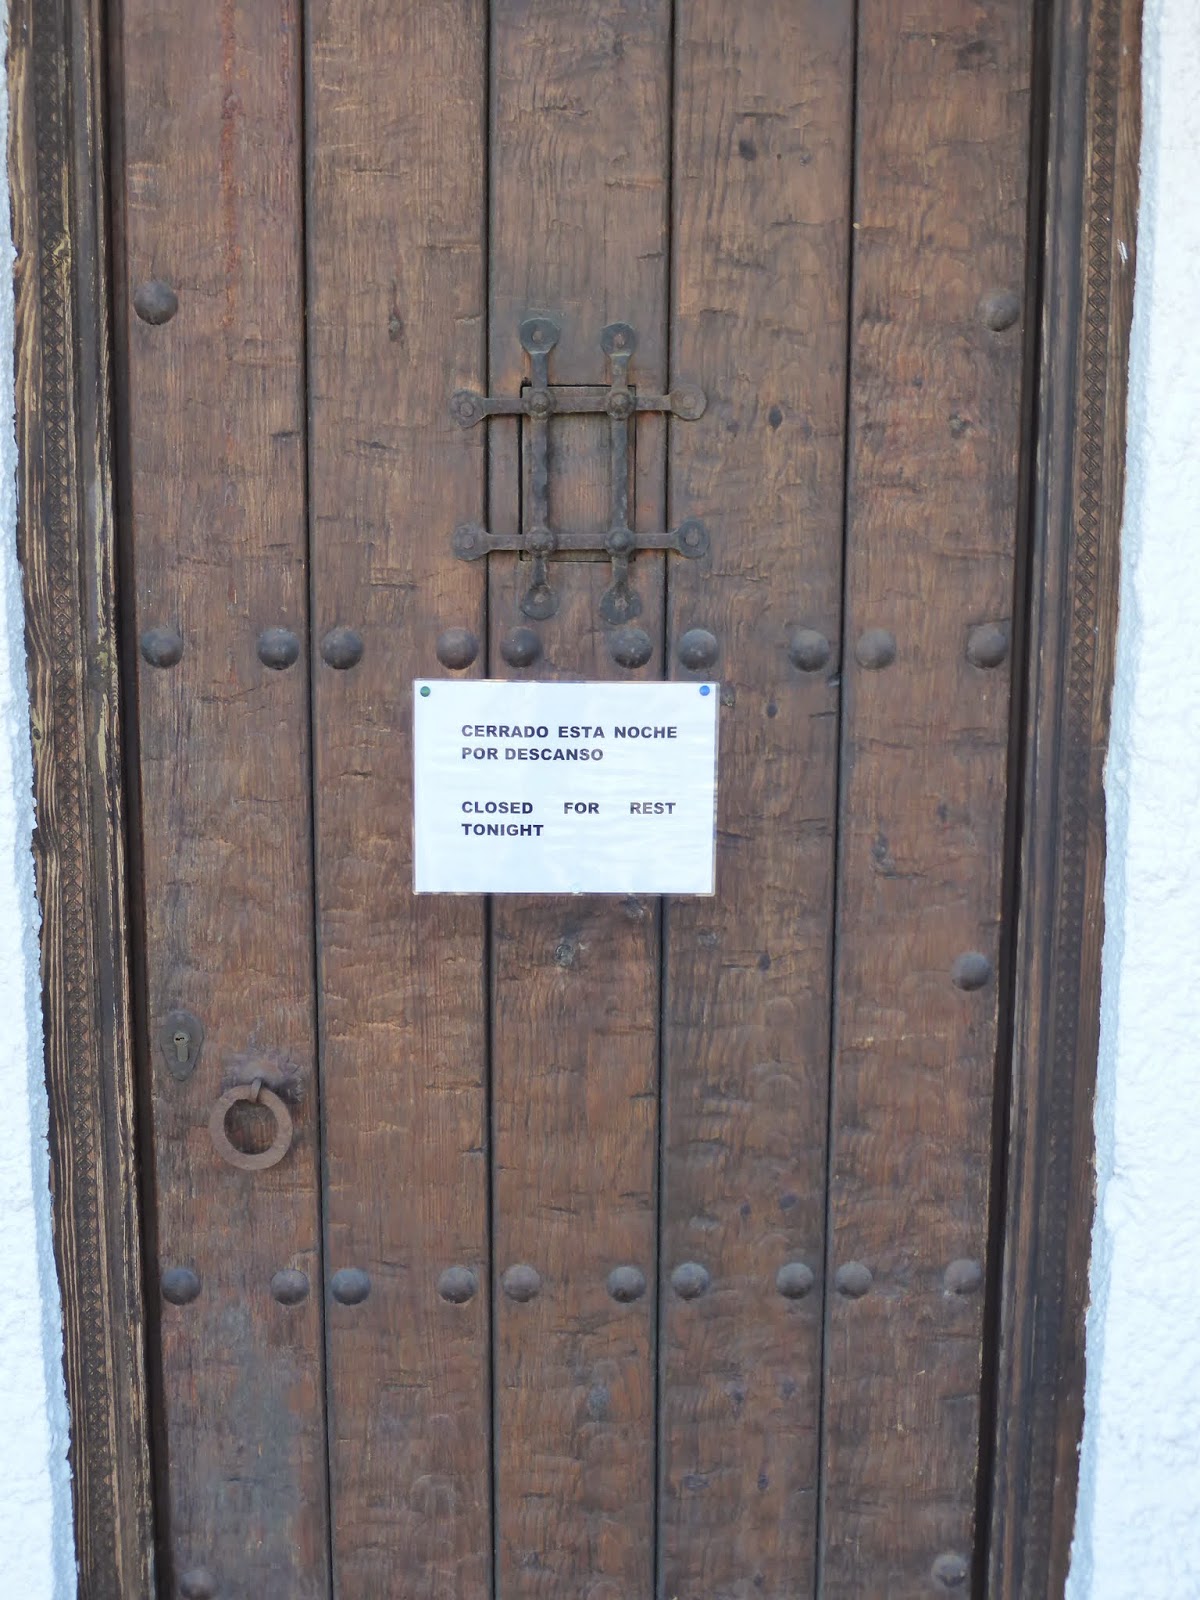 CERRADO ESTA NOCHE
POR DESCANSO
CLOSED FOR REST
TONIGHT